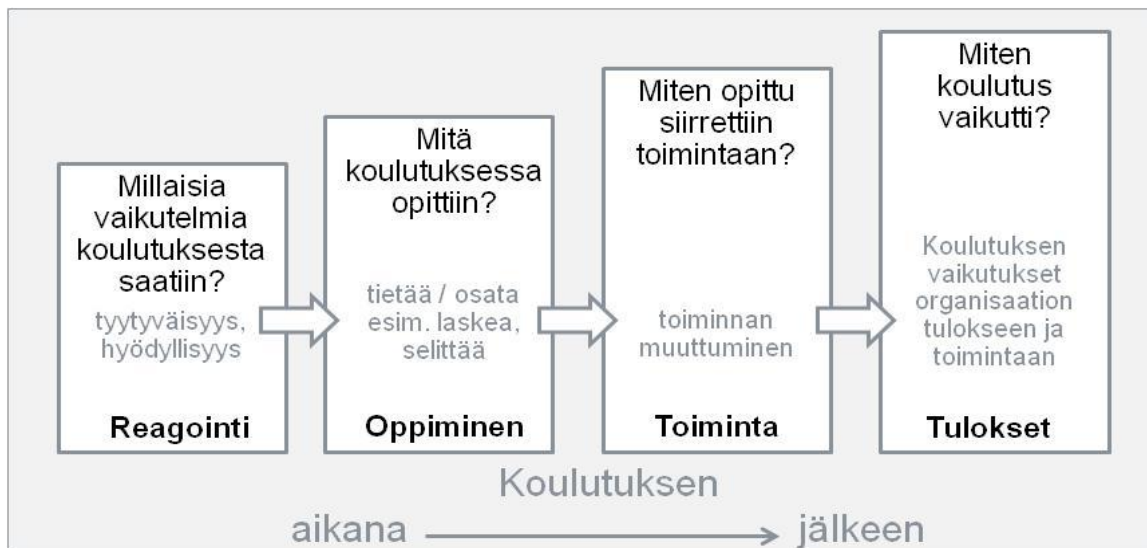 Millaisia
vaikutelmia
koulutuksesta
saatiin?
tyytyväisyys,
hyödyllisyys
Reagointi
Mitä
koulutuksessa
opittiin?
tietää / osata
esim. laskea,
selittää
Oppiminen
Miten opittu
siirrettiin
toimintaan?
toiminnan
muuttuminen
Toiminta
Miten
koulutus
vaikutti?
Koulutuksen
vaikutukset
organisaation
tulokseen ja
toimintaan
Tulokset
Koulutuksen
aikana
jälkeen